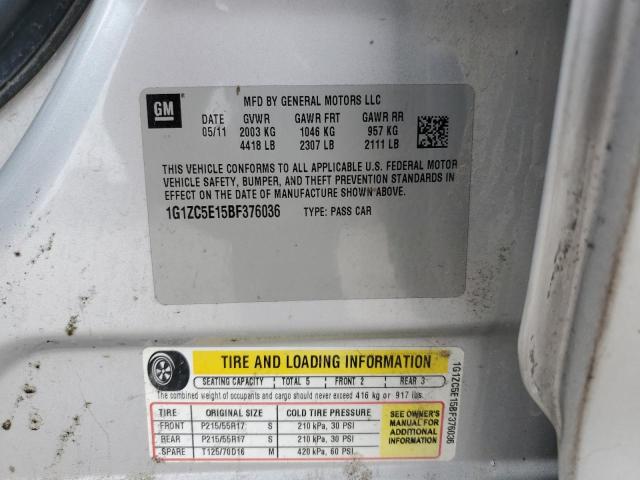 GM
MFD BY GENERAL MOTORS LLC
DATE GVWR GAWR FRT GAWR RR
05/11 2003 KG 1046 KG 957 KG
4418 LB 2307 LB 2111 LB
THIS VEHICLE CONFORMS TO ALL APPLICABLE U.S. FEDERAL MOTOR
VEHICLE SAFETY, BUMPER, AND THEFT PREVENTION STANDARDS IN
EFFECT ON THE DATE OF MANUFACTURE SHOWN ABOVE.
1G1ZC5E15BF376036 TYPE: PASS CAR
TIRE AND LOADING INFORMATION
SEATING CAPACITY TOTAL 5 FRONT 2 REAR 3
The combined weight of occupants and cargo should never exceed 416 kg or 917 lbs.
TIRE ORIGINAL SIZE COLD TIRE PRESSURE
FRONT P215/55R17 S 210 kPa, 30 PSI
REAR P215/55R17 S 210 kPa, 30 PSI
SPARE T125/70D16 M 420 kPa, 60 PSI
SEE OWNER'S
MANUAL FOR
ADDITIONAL
INFORMATION
1G1ZC5E15BF376036